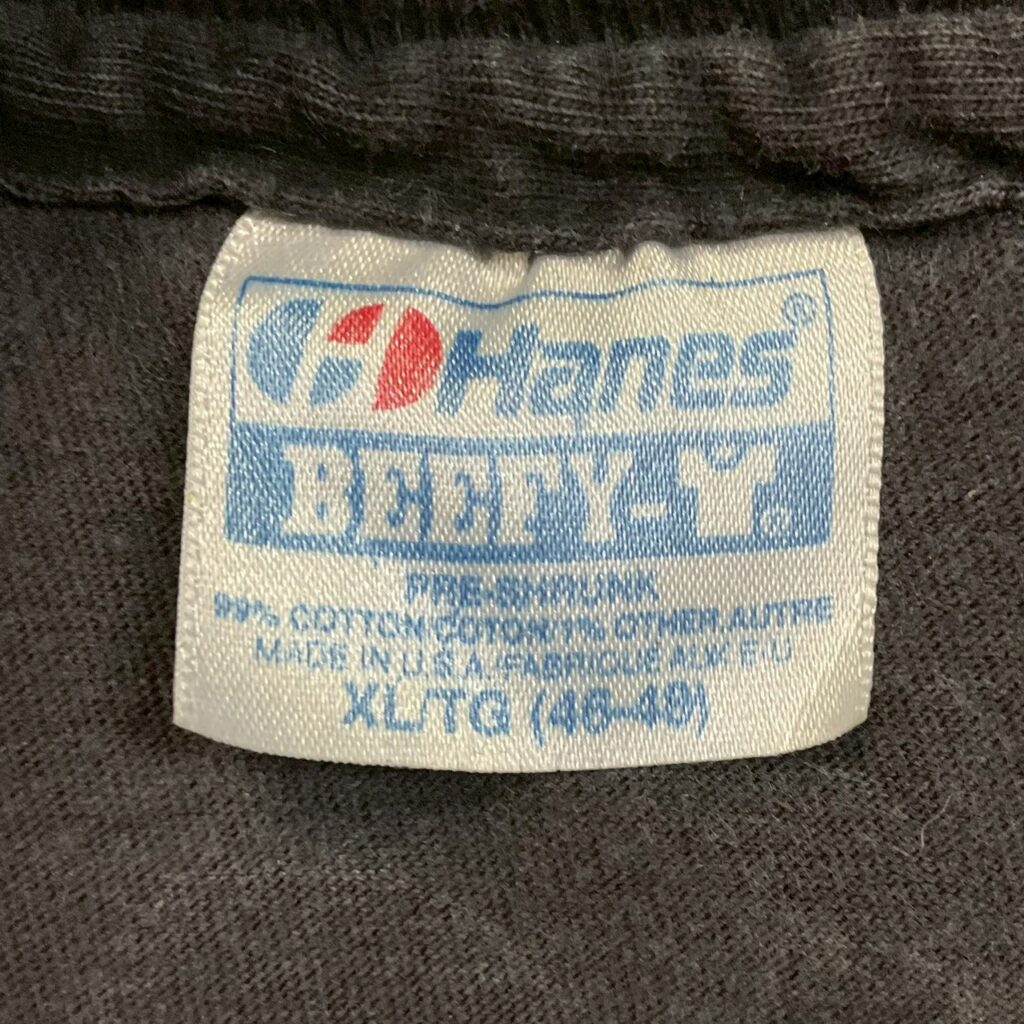 Hanes®
BEEFY-T®
PRE-SHRUNK
99% COTTON/COTON/1% OTHER AUTRE
MADE IN U.S.A./FABRIQUE AUX E/U
XL/TG (46-48)